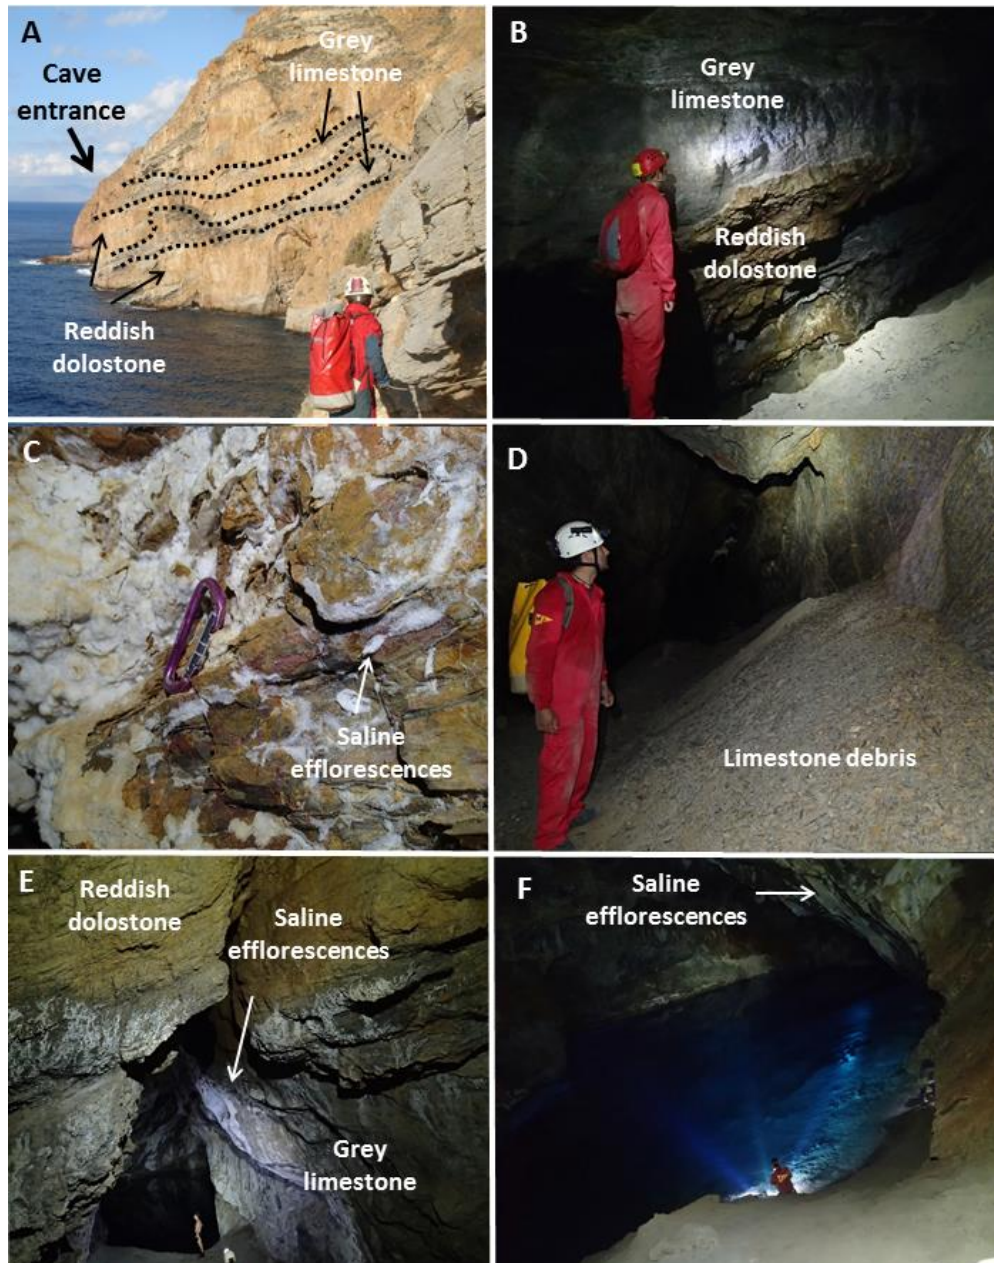 A
Cave
entrance
Grey
limestone
Reddish
dolostone
B
Grey
limestone
Reddish
dolostone
C
Saline
efflorescences
D
Limestone debris
E
Reddish
dolostone
Saline
efflorescences
Grey
limestone
F
Saline
efflorescences